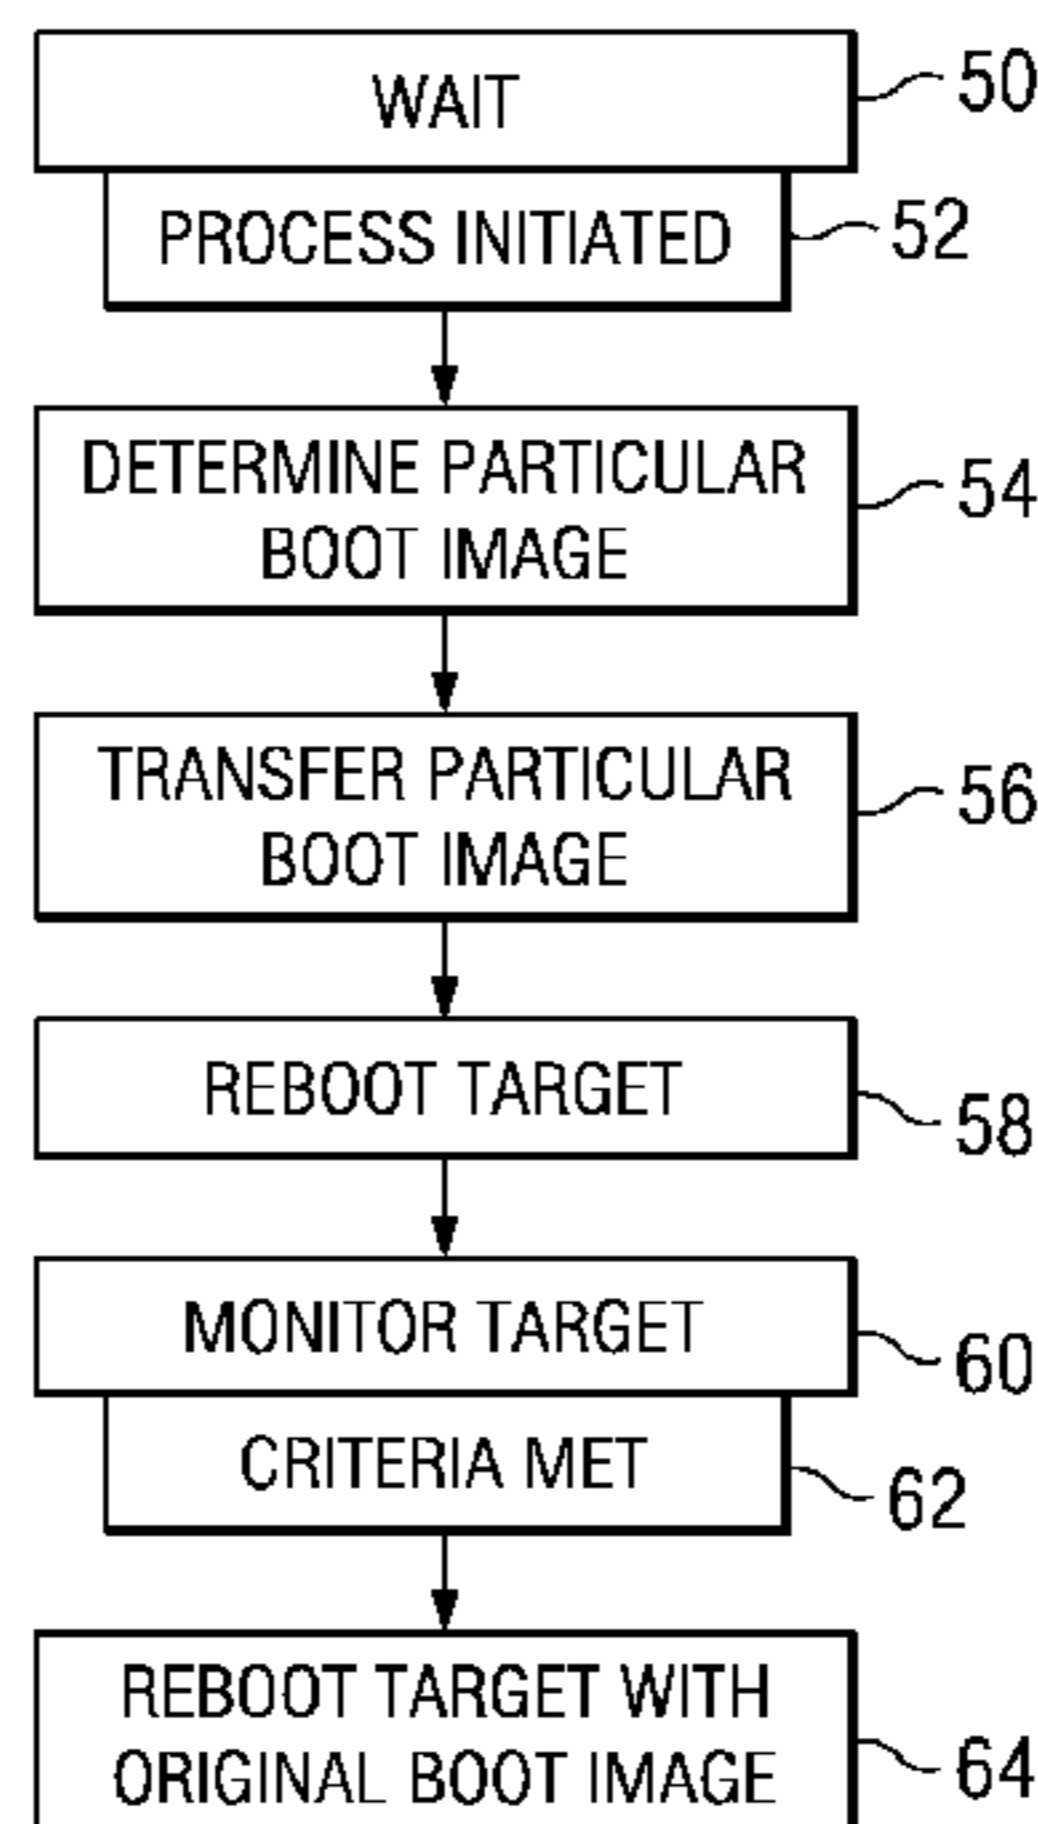 WAIT
50
PROCESS INITIATED
52
DETERMINE PARTICULAR
BOOT IMAGE
54
TRANSFER PARTICULAR
BOOT IMAGE
56
REBOOT TARGET
58
MONITOR TARGET
60
CRITERIA MET
62
REBOOT TARGET WITH
ORIGINAL BOOT IMAGE
64